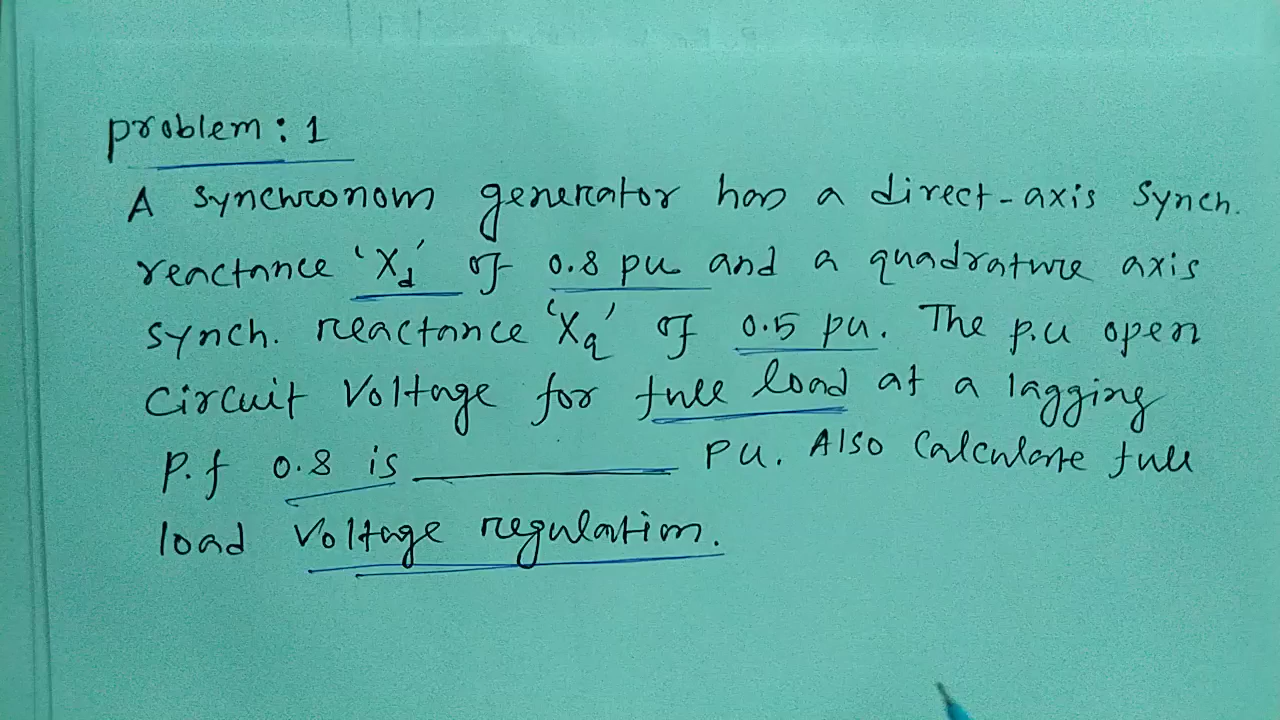 problem: 1
A synchronous generator has a direct-axis synch.
reactance 'Xd' of 0.8 pu and a quadrature axis
synch. reactance 'Xq' of 0.5 pu. The p.u open
circuit voltage for full load at a lagging
P.f 0.8 is __________ PU. Also calculate full
load voltage regulation.